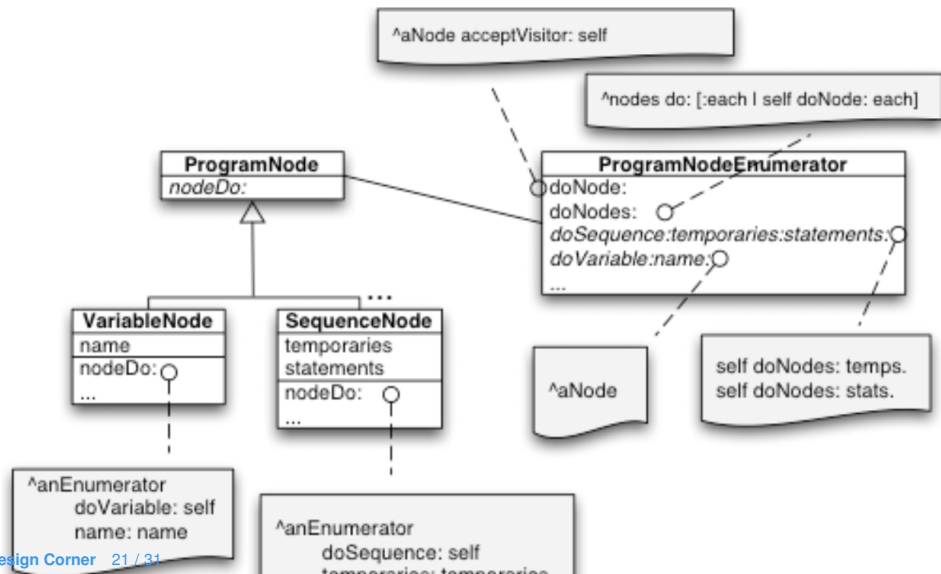 ^aNode acceptVisitor: self
^nodes do: [:each | self doNode: each]
ProgramNode
nodeDo:
ProgramNodeEnumerator
doNode:
doNodes:
doSequence:temporaries:statements:
doVariable:name:
...
...
VariableNode
name
nodeDo:
...
SequenceNode
temporaries
statements
nodeDo:
...
^aNode
self doNodes: temps.
self doNodes: stats.
^anEnumerator
doVariable: self
name: name
^anEnumerator
doSequence: self
temporaries: temporaries
esign Corner 21 / 31